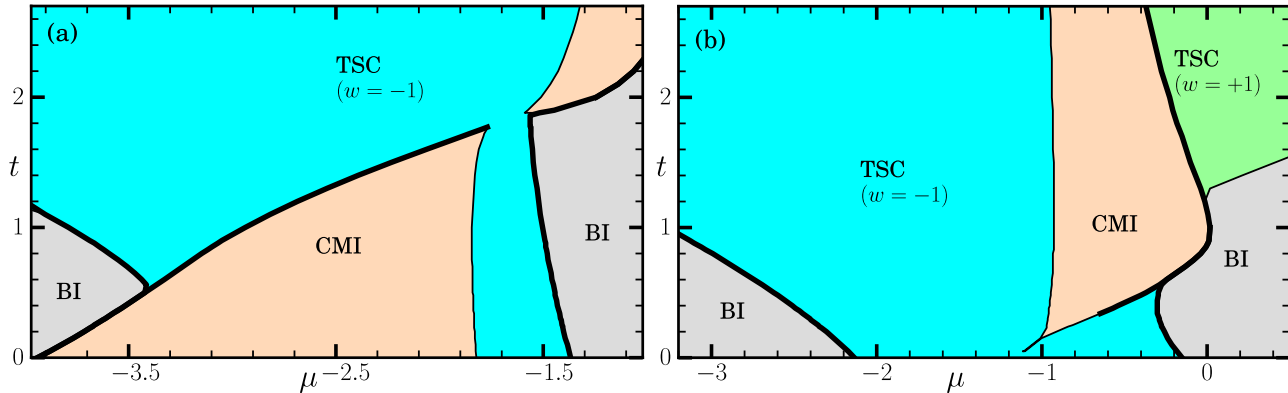 (a)
TSC
(w = −1)
BI
CMI
BI
t
0
1
2
−3.5
μ
−2.5
−1.5
(b)
TSC
(w = +1)
TSC
(w = −1)
CMI
BI
BI
t
0
1
2
−3
−2
μ
−1
0